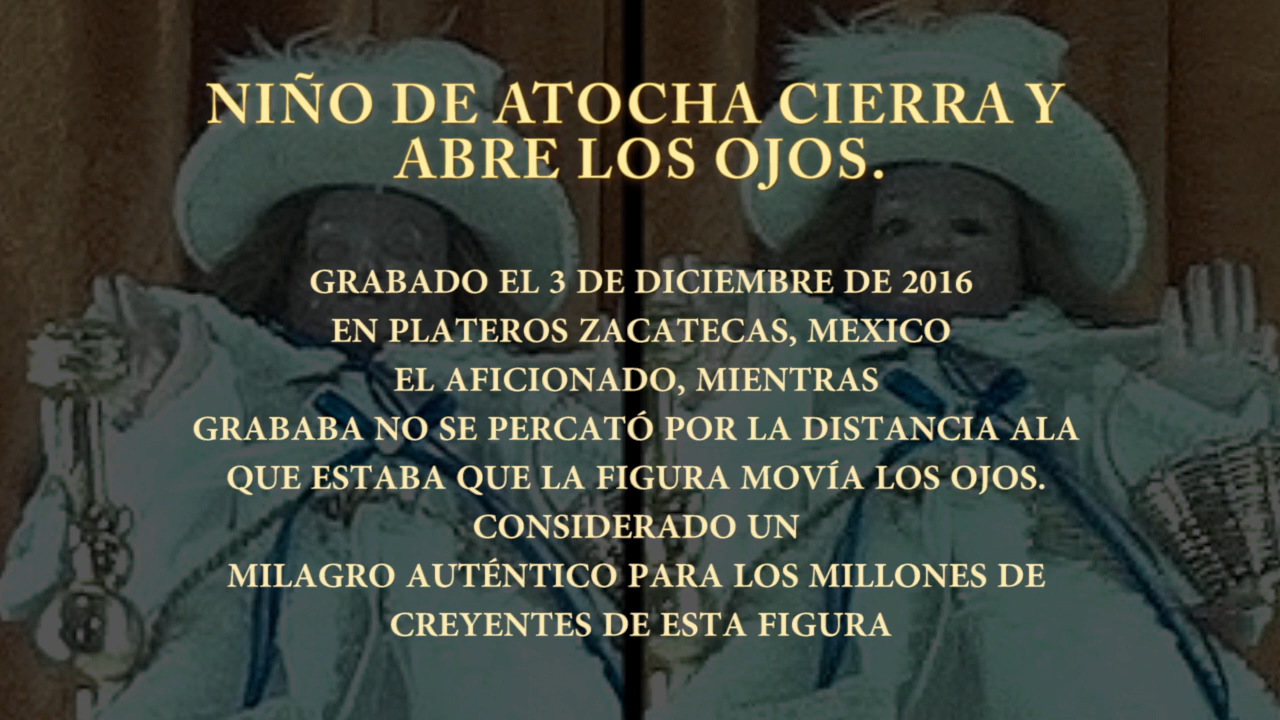 NIÑO DE ATOCHA CIERRA Y
ABRE LOS OJOS.
GRABADO EL 3 DE DICIEMBRE DE 2016
EN PLATEROS ZACATECAS, MEXICO
EL AFICIONADO, MIENTRAS
GRABABA NO SE PERCATÓ POR LA DISTANCIA ALA
QUE ESTABA QUE LA FIGURA MOVÍA LOS OJOS.
CONSIDERADO UN
MILAGRO AUTÉNTICO PARA LOS MILLONES DE
CREYENTES DE ESTA FIGURA